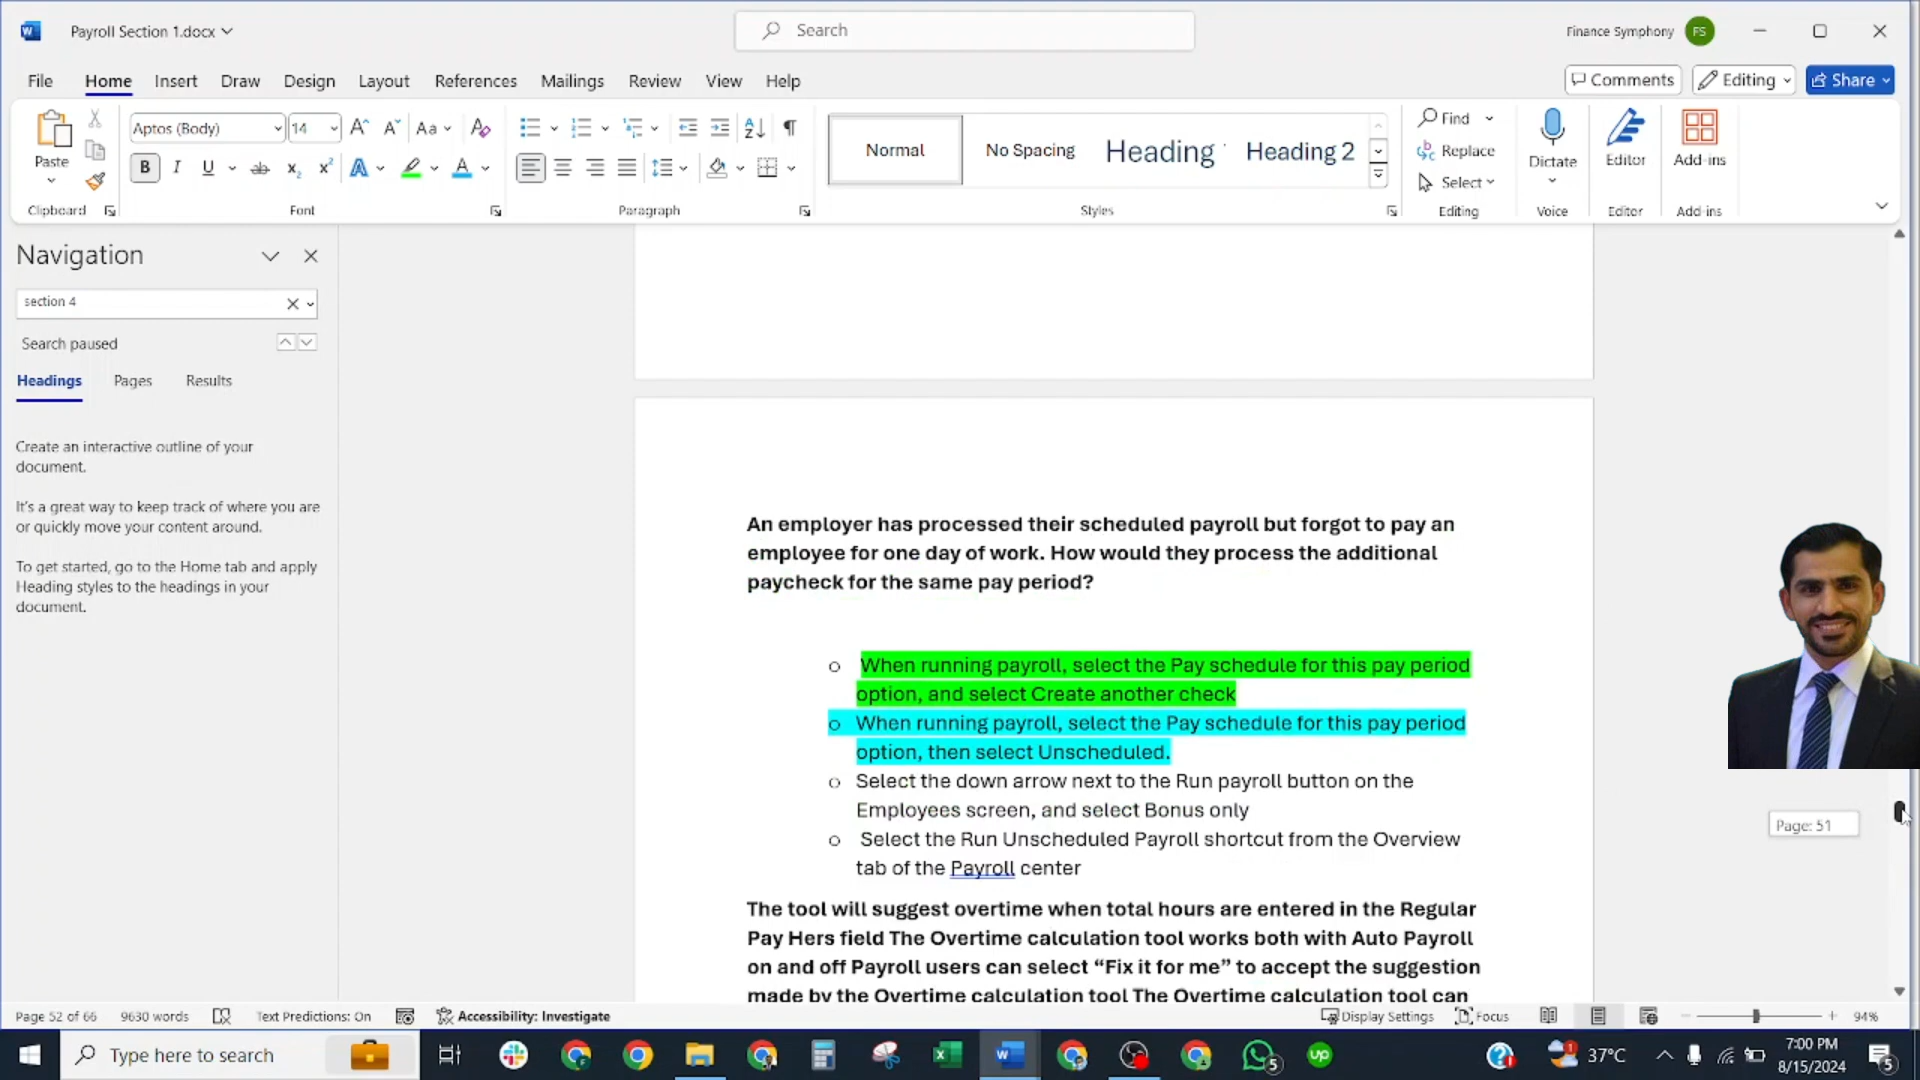 Payroll Section 1.docx
Search
Finance Symphony
FS
File
Home
Insert
Draw
Design
Layout
References
Mailings
Review
View
Help
Comments
Editing
Share
Paste
Clipboard
Aptos (Body)
14
Font
Paragraph
Normal
No Spacing
Heading
Heading 2
Styles
Find
Replace
Select
Editing
Dictate
Voice
Editor
Editor
Add-ins
Add-ins
Navigation
section 4
Search paused
Headings
Pages
Results
Create an interactive outline of your
document.
It's a great way to keep track of where you are
or quickly move your content around.
To get started, go to the Home tab and apply
Heading styles to the headings in your
document.
An employer has processed their scheduled payroll but forgot to pay an
employee for one day of work. How would they process the additional
paycheck for the same pay period?
o When running payroll, select the Pay schedule for this pay period
option, and select Create another check
o When running payroll, select the Pay schedule for this pay period
option, then select Unscheduled.
o Select the down arrow next to the Run payroll button on the
Employees screen, and select Bonus only
o Select the Run Unscheduled Payroll shortcut from the Overview
tab of the Payroll center
The tool will suggest overtime when total hours are entered in the Regular
Pay Hers field The Overtime calculation tool works both with Auto Payroll
on and off Payroll users can select “Fix it for me” to accept the suggestion
made by the Overtime calculation tool The Overtime calculation tool can
Page: 51
Page 52 of 66
9630 words
Text Predictions: On
Accessibility: Investigate
Display Settings
Focus
94%
Type here to search
5
up
37°C
7:00 PM
8/15/2024
5